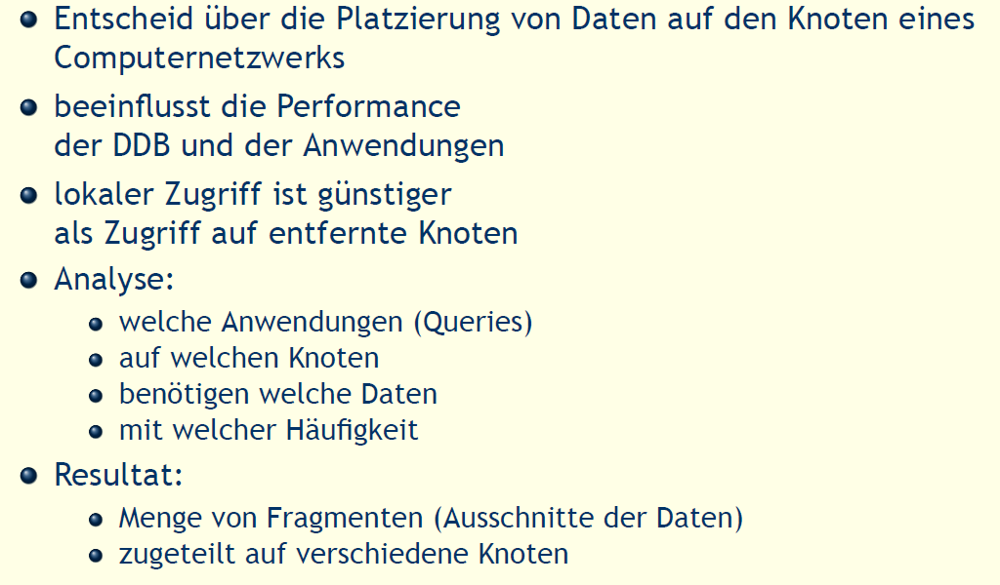 Entscheid über die Platzierung von Daten auf den Knoten eines
Computernetzwerks
beeinflusst die Performance
der DDB und der Anwendungen
lokaler Zugriff ist günstiger
als Zugriff auf entfernte Knoten
Analyse:
welche Anwendungen (Queries)
auf welchen Knoten
benötigen welche Daten
mit welcher Häufigkeit
Resultat:
Menge von Fragmenten (Ausschnitte der Daten)
zugeteilt auf verschiedene Knoten